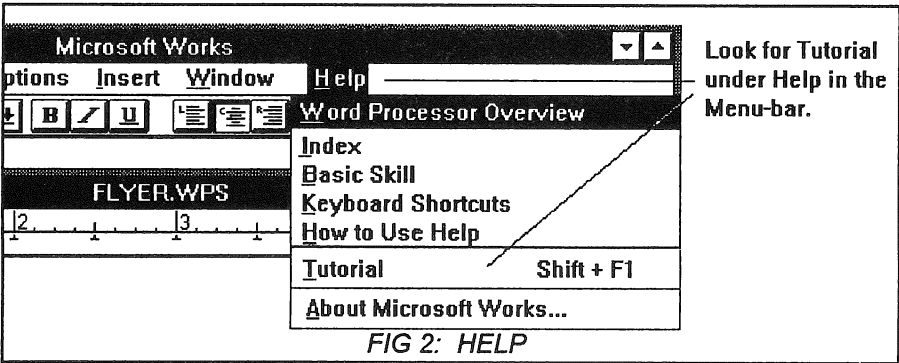 Microsoft Works
ptions Insert Window Help
B I U L C R
Word Processor Overview
Index
Basic Skill
Keyboard Shortcuts
How to Use Help
Tutorial Shift + F1
About Microsoft Works...
FLYER.WPS
2 3
Look for Tutorial
under Help in the
Menu-bar.
FIG 2: HELP